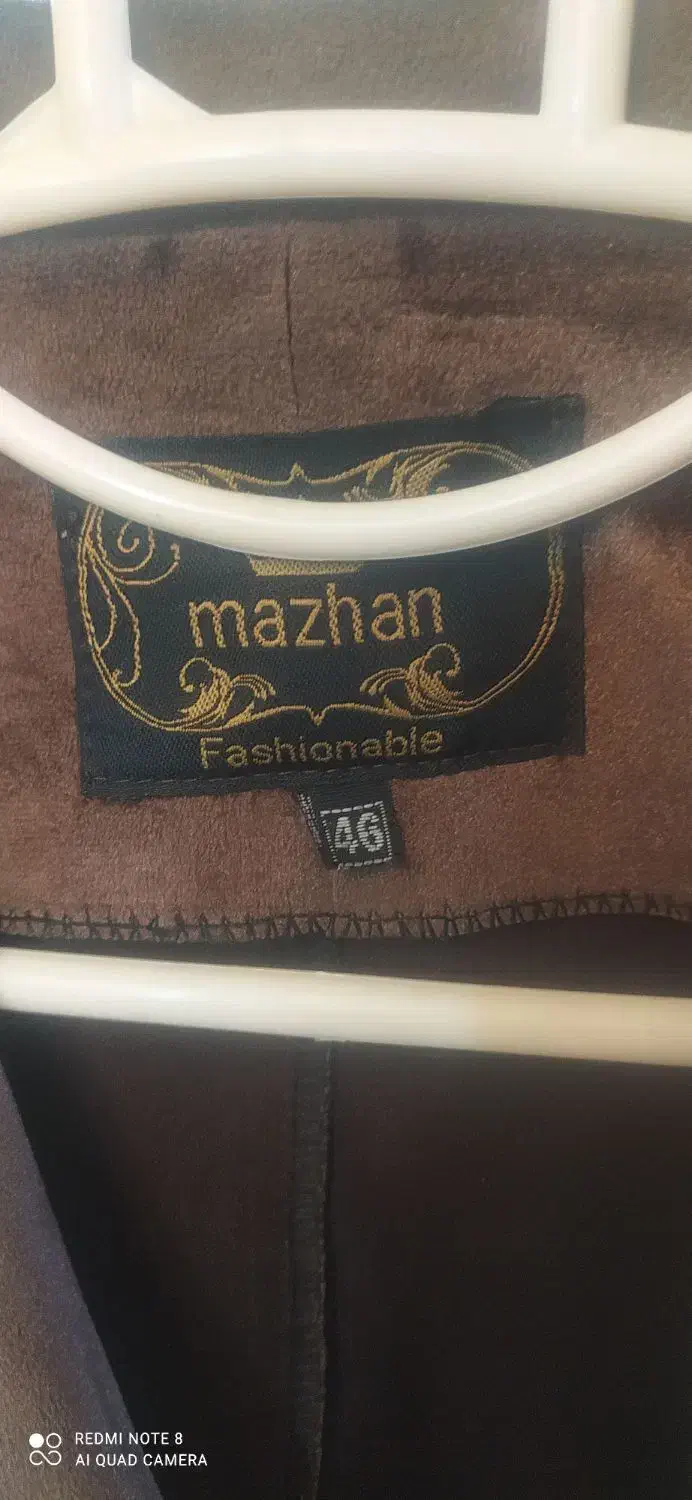 mazhan
Fashionable
46
REDMI NOTE 8
AI QUAD CAMERA